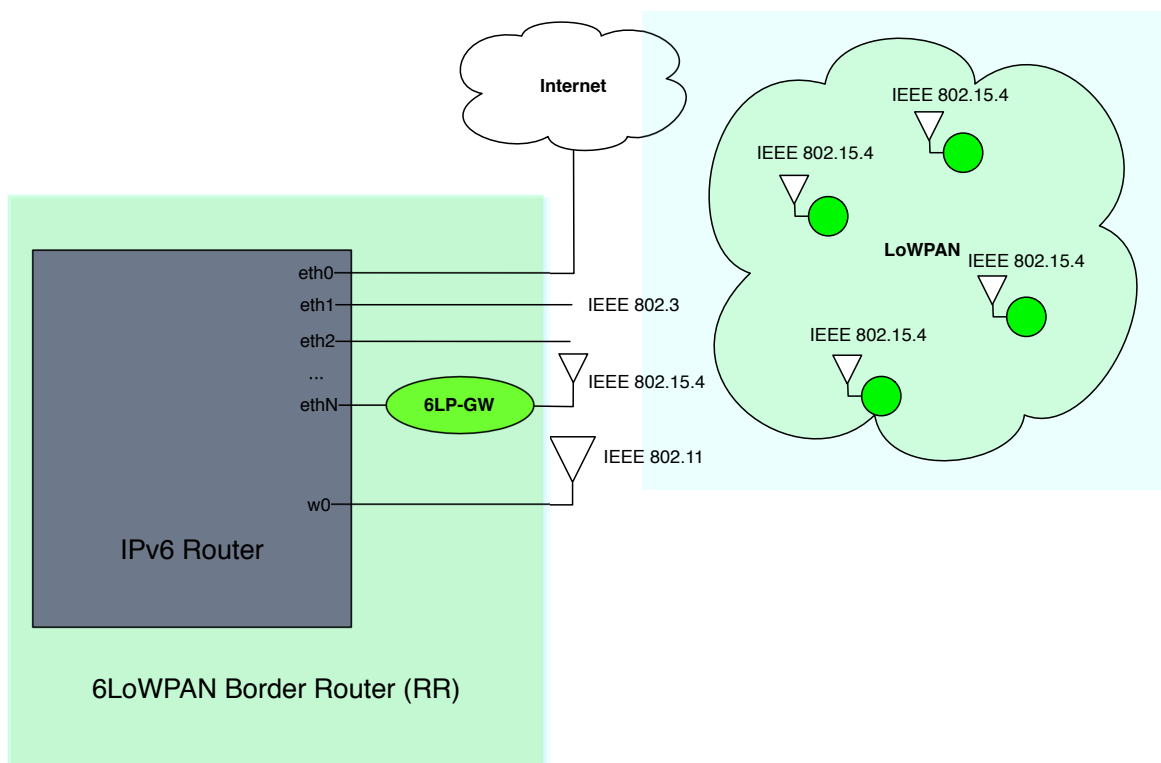 Internet
IEEE 802.15.4
IEEE 802.15.4
LoWPAN
IEEE 802.15.4
IEEE 802.15.4
eth0
eth1
IEEE 802.3
eth2
...
IEEE 802.15.4
ethN
6LP-GW
IEEE 802.11
w0
IPv6 Router
6LoWPAN Border Router (RR)